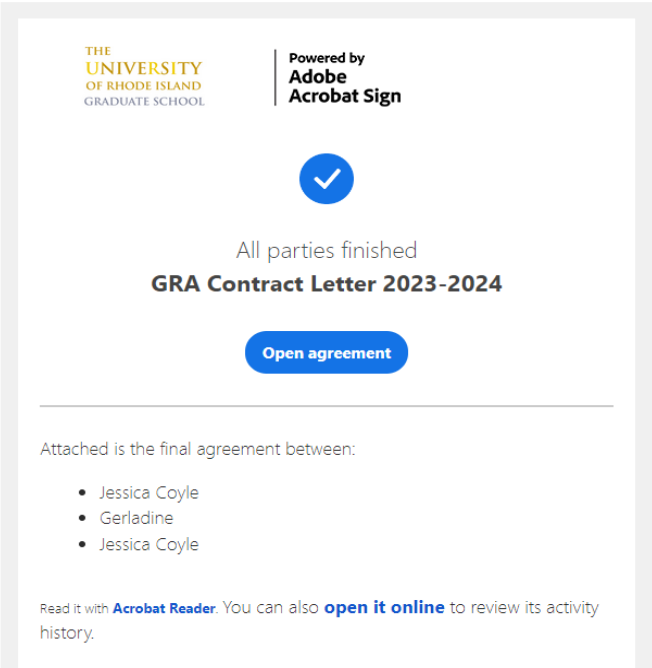 THE
UNIVERSITY
OF RHODE ISLAND
GRADUATE SCHOOL
Powered by
Adobe
Acrobat Sign
All parties finished
GRA Contract Letter 2023-2024
Open agreement
Attached is the final agreement between:
• Jessica Coyle
• Gerladine
• Jessica Coyle
Read it with Acrobat Reader. You can also open it online to review its activity
history.